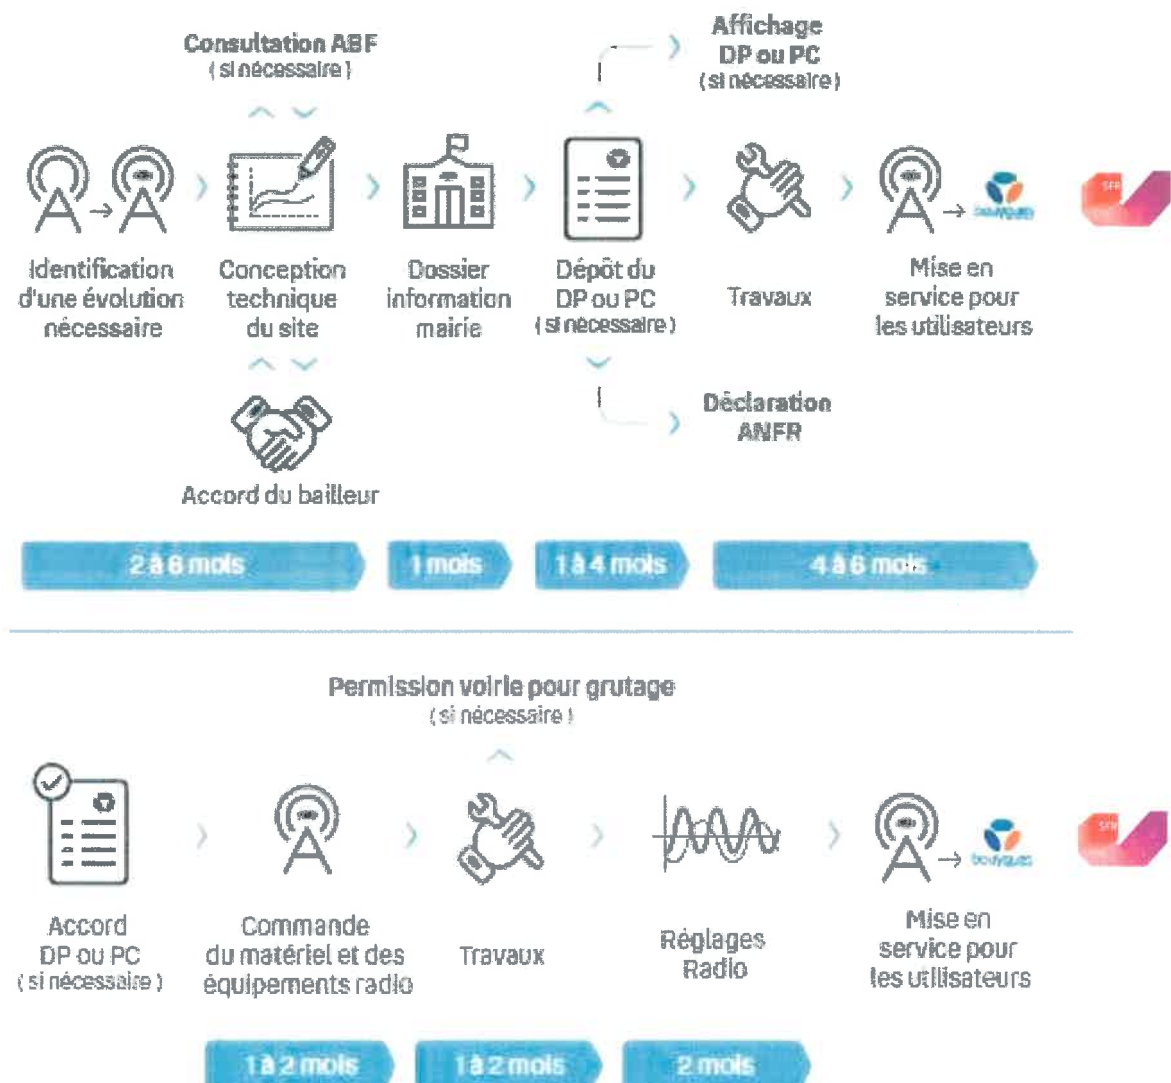 Consultation ABF
(si nécessaire)
Affichage
DP ou PC
(si nécessaire)
Identification
d'une évolution
nécessaire
Conception
technique
du site
Dossier
information
mairie
Dépôt du
DP ou PC
(si nécessaire)
Travaux
Mise en
service pour
les utilisateurs
bouygues
SFR
Accord du bailleur
Déclaration
ANFR
2 à 6 mois
1 mois
1 à 4 mois
4 à 6 mois
Permission voirie pour grutage
(si nécessaire)
Accord
DP ou PC
(si nécessaire)
Commande
du matériel et des
équipements radio
Travaux
Réglages
Radio
Mise en
service pour
les utilisateurs
bouygues
SFR
1 à 2 mois
1 à 2 mois
2 mois